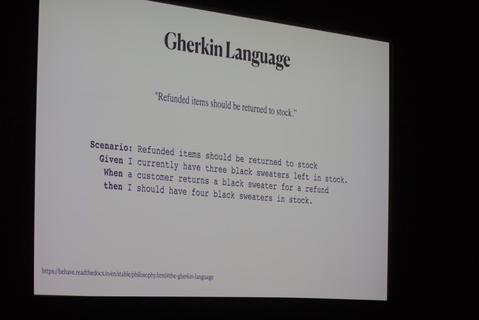 Gherkin Language
"Refunded items should be returned to stock."
Scenario: Refunded items should be returned to stock
Given I currently have three black sweaters left in stock.
When a customer returns a black sweater for a refund
then I should have four black sweaters in stock.
https://behave.readthedocs.io/en/stable/philosophy.html#the-gherkin-language